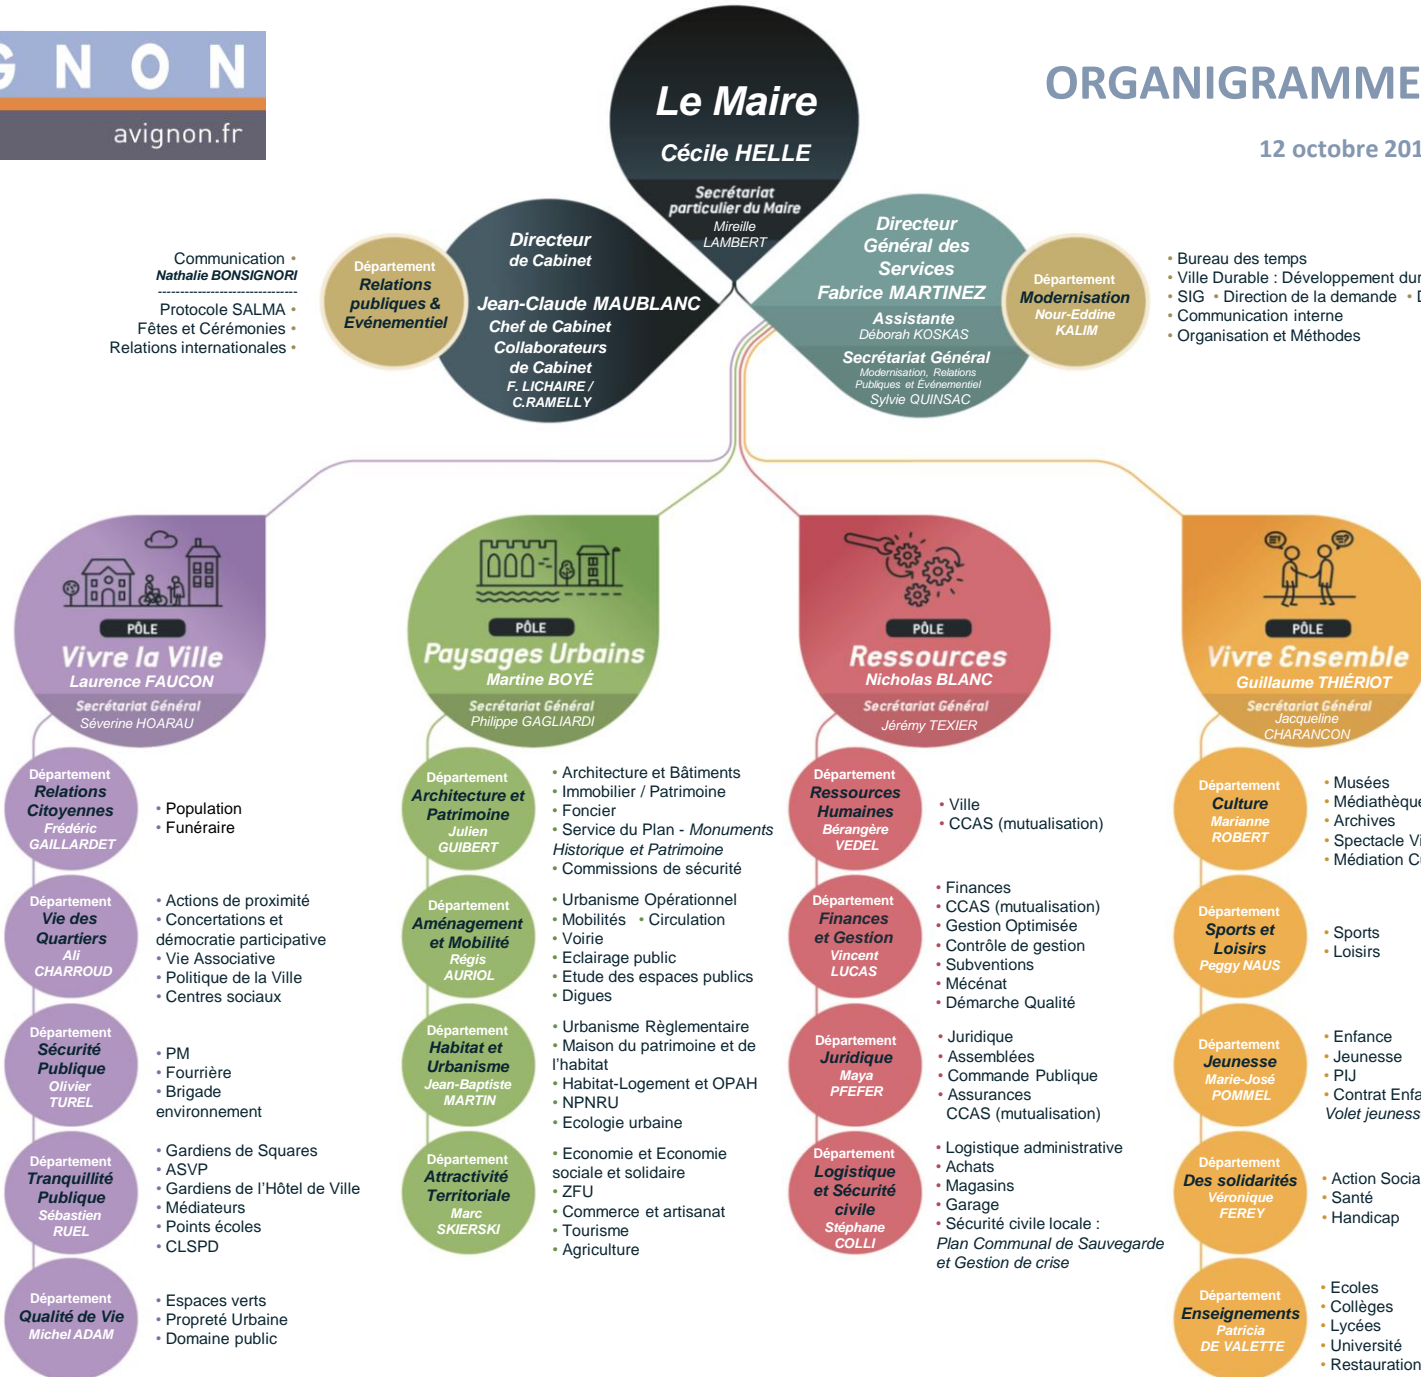 GNON
avignon.fr
ORGANIGRAMME
12 octobre 201
Le Maire
Cécile HELLE
Secrétariat
particulier du Maire
Mireille
LAMBERT
Communication •
Nathalie BONSIGNORI
--------------------------------
Protocole SALMA •
Fêtes et Cérémonies •
Relations internationales •
Département
Relations
publiques &
Evénementiel
Directeur
de Cabinet
Jean-Claude MAUBLANC
Chef de Cabinet
Collaborateurs
de Cabinet
F. LICHAIRE /
C.RAMELLY
Directeur
Général des
Services
Fabrice MARTINEZ
Assistante
Déborah KOSKAS
Secrétariat Général
Modernisation, Relations
Publiques et Événementiel
Sylvie QUINSAC
Département
Modernisation
Nour-Eddine
KALIM
• Bureau des temps
• Ville Durable : Développement dur
• SIG • Direction de la demande • D
• Communication interne
• Organisation et Méthodes
PÔLE
Vivre la Ville
Laurence FAUCON
Secrétariat Général
Séverine HOARAU
Département
Relations
Citoyennes
Frédéric
GAILLARDET
• Population
• Funéraire
Département
Vie des
Quartiers
Ali
CHARROUD
• Actions de proximité
• Concertations et
démocratie participative
• Vie Associative
• Politique de la Ville
• Centres sociaux
Département
Sécurité
Publique
Olivier
TUREL
• PM
• Fourrière
• Brigade
environnement
Département
Tranquillité
Publique
Sébastien
RUEL
• Gardiens de Squares
• ASVP
• Gardiens de l'Hôtel de Ville
• Médiateurs
• Points écoles
• CLSPD
Département
Qualité de Vie
Michel ADAM
• Espaces verts
• Propreté Urbaine
• Domaine public
PÔLE
Paysages Urbains
Martine BOYÉ
Secrétariat Général
Philippe GAGLIARDI
Département
Architecture et
Patrimoine
Julien
GUIBERT
• Architecture et Bâtiments
• Immobilier / Patrimoine
• Foncier
• Service du Plan - Monuments
Historique et Patrimoine
• Commissions de sécurité
Département
Aménagement
et Mobilité
Régis
AURIOL
• Urbanisme Opérationnel
• Mobilités • Circulation
• Voirie
• Eclairage public
• Etude des espaces publics
• Digues
Département
Habitat et
Urbanisme
Jean-Baptiste
MARTIN
• Urbanisme Règlementaire
• Maison du patrimoine et de
l'habitat
• Habitat-Logement et OPAH
• NPNRU
• Ecologie urbaine
Département
Attractivité
Territoriale
Marc
SKIERSKI
• Economie et Economie
sociale et solidaire
• ZFU
• Commerce et artisanat
• Tourisme
• Agriculture
PÔLE
Ressources
Nicholas BLANC
Secrétariat Général
Jérémy TEXIER
Département
Ressources
Humaines
Bérangère
VEDEL
• Ville
• CCAS (mutualisation)
Département
Finances
et Gestion
Vincent
LUCAS
• Finances
• CCAS (mutualisation)
• Gestion Optimisée
• Contrôle de gestion
• Subventions
• Mécénat
• Démarche Qualité
Département
Juridique
Maya
PFEFER
• Juridique
• Assemblées
• Commande Publique
• Assurances
CCAS (mutualisation)
Département
Logistique
et Sécurité
civile
Stéphane
COLLI
• Logistique administrative
• Achats
• Magasins
• Garage
• Sécurité civile locale :
Plan Communal de Sauvegarde
et Gestion de crise
PÔLE
Vivre Ensemble
Guillaume THIÉRIOT
Secrétariat Général
Jacqueline
CHARANCON
Département
Culture
Marianne
ROBERT
• Musées
• Médiathèque
• Archives
• Spectacle Vi
• Médiation Cu
Département
Sports et
Loisirs
Peggy NAUS
• Sports
• Loisirs
Département
Jeunesse
Marie-José
POMMEL
• Enfance
• Jeunesse
• PIJ
• Contrat Enfa
Volet jeuness
Département
Des solidarités
Véronique
FEREY
• Action Socia
• Santé
• Handicap
Département
Enseignements
Patricia
DE VALETTE
• Ecoles
• Collèges
• Lycées
• Université
• Restauration